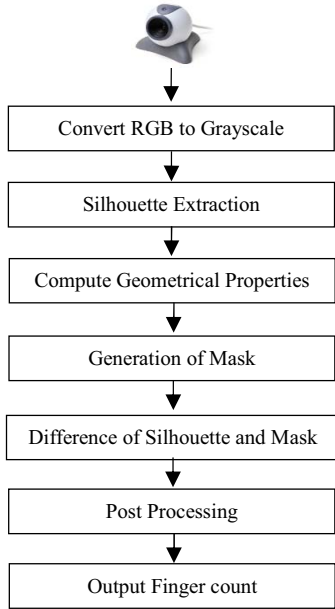 Convert RGB to Grayscale
Silhouette Extraction
Compute Geometrical Properties
Generation of Mask
Difference of Silhouette and Mask
Post Processing
Output Finger count